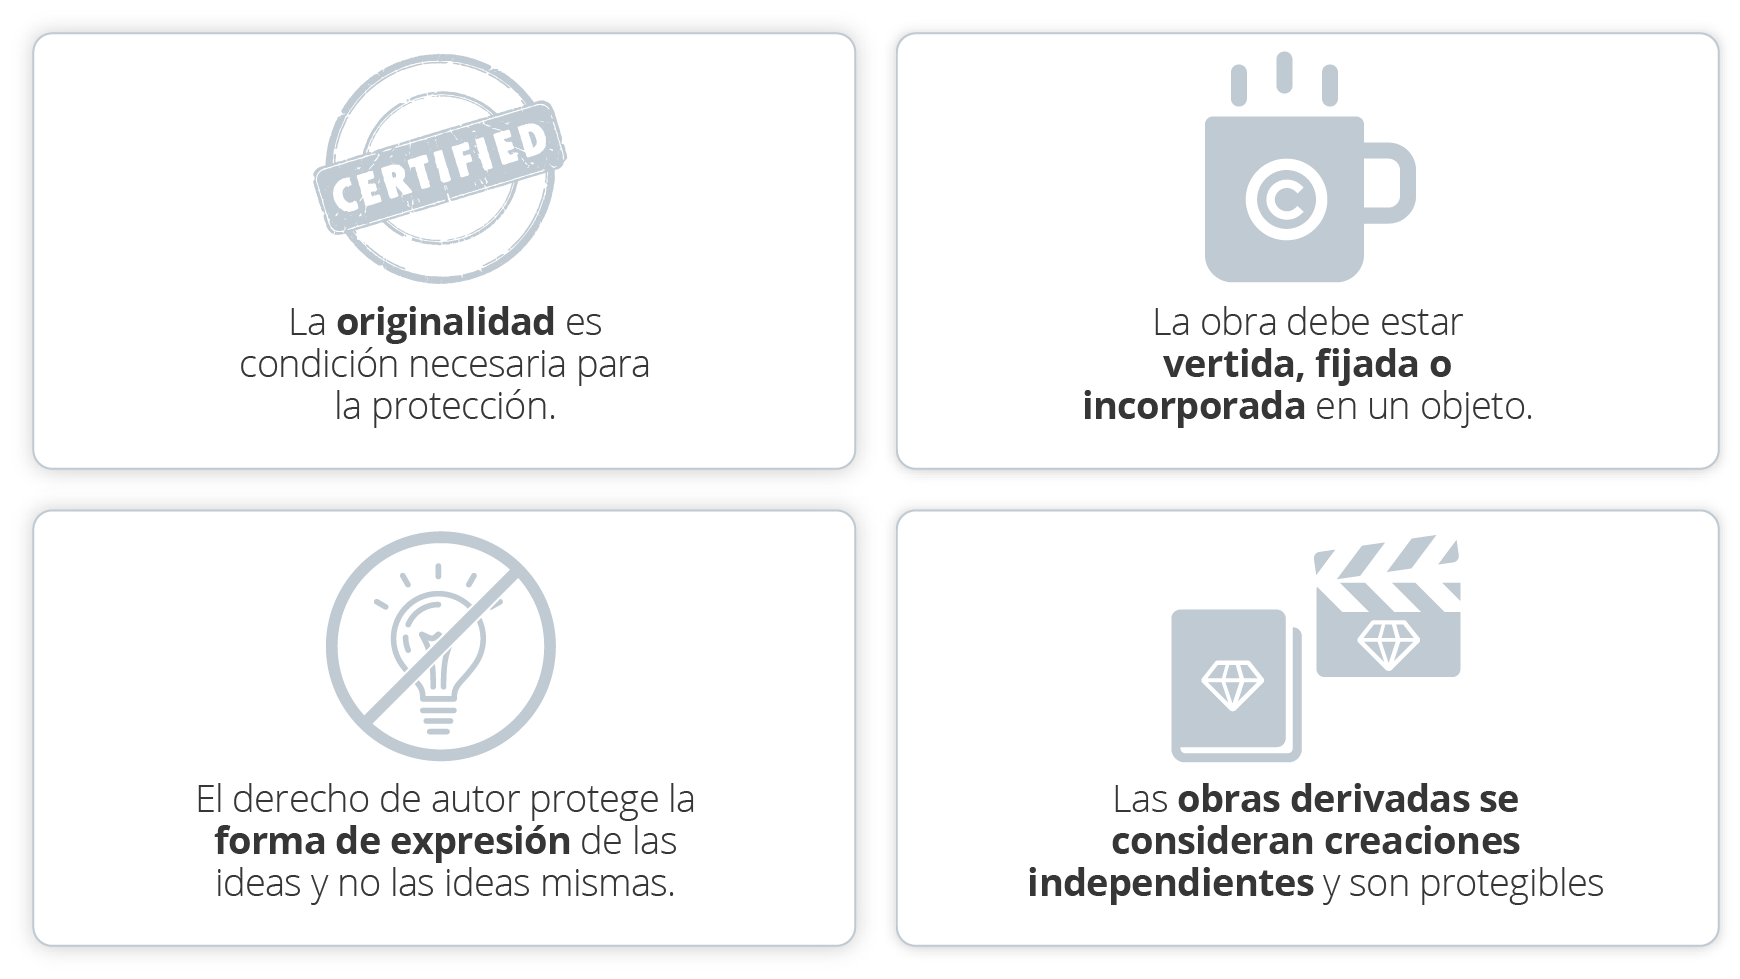 CERTIFIED
La originalidad es
condición necesaria para
la protección.
©
La obra debe estar
vertida, fijada o
incorporada en un objeto.
El derecho de autor protege la
forma de expresión de las
ideas y no las ideas mismas.
Las obras derivadas se
consideran creaciones
independientes y son protegibles